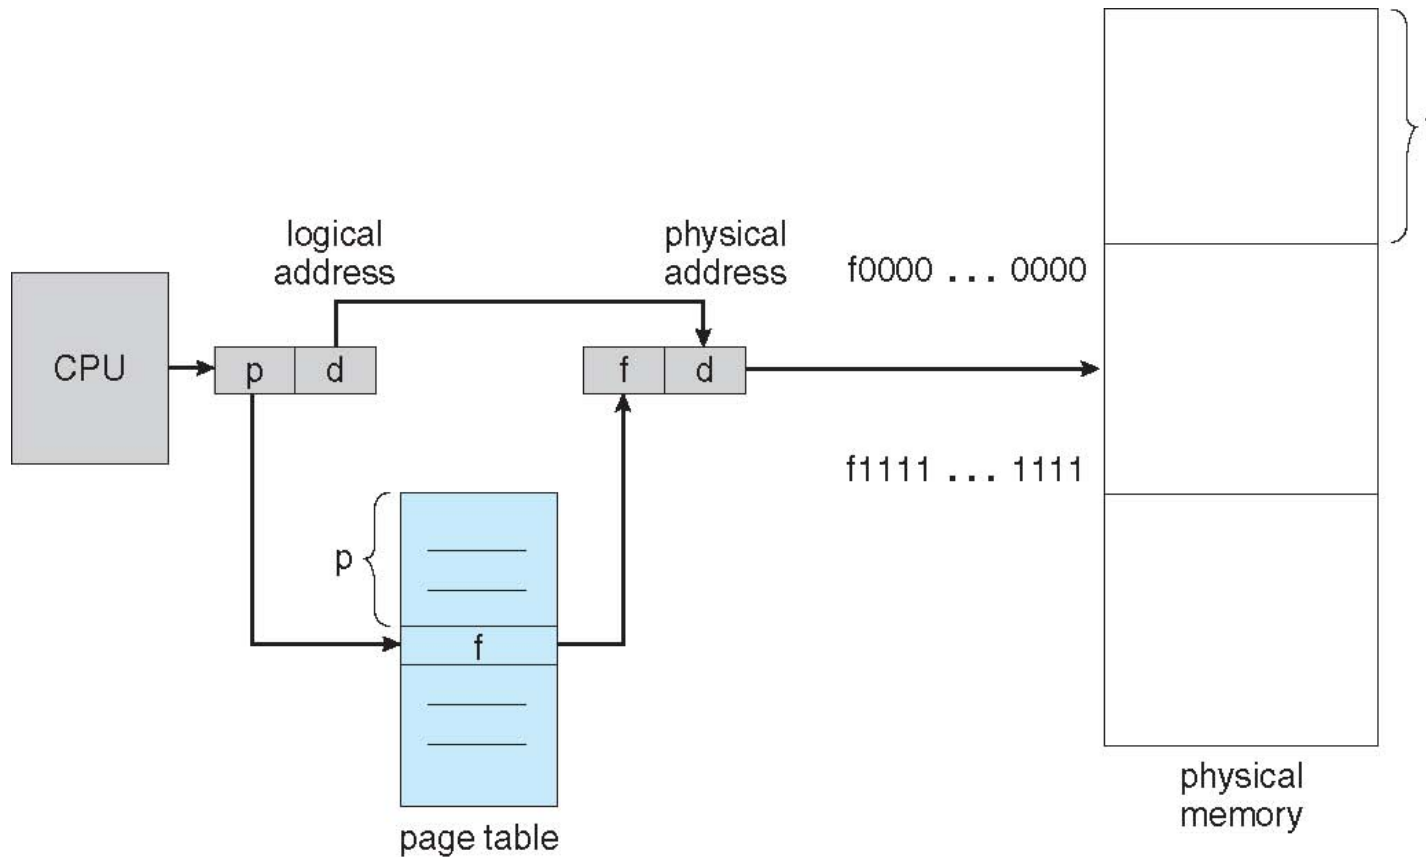 logical
address
physical
address
f0000 ... 0000
CPU
p
d
f
d
f1111 ... 1111
p
f
physical
memory
page table